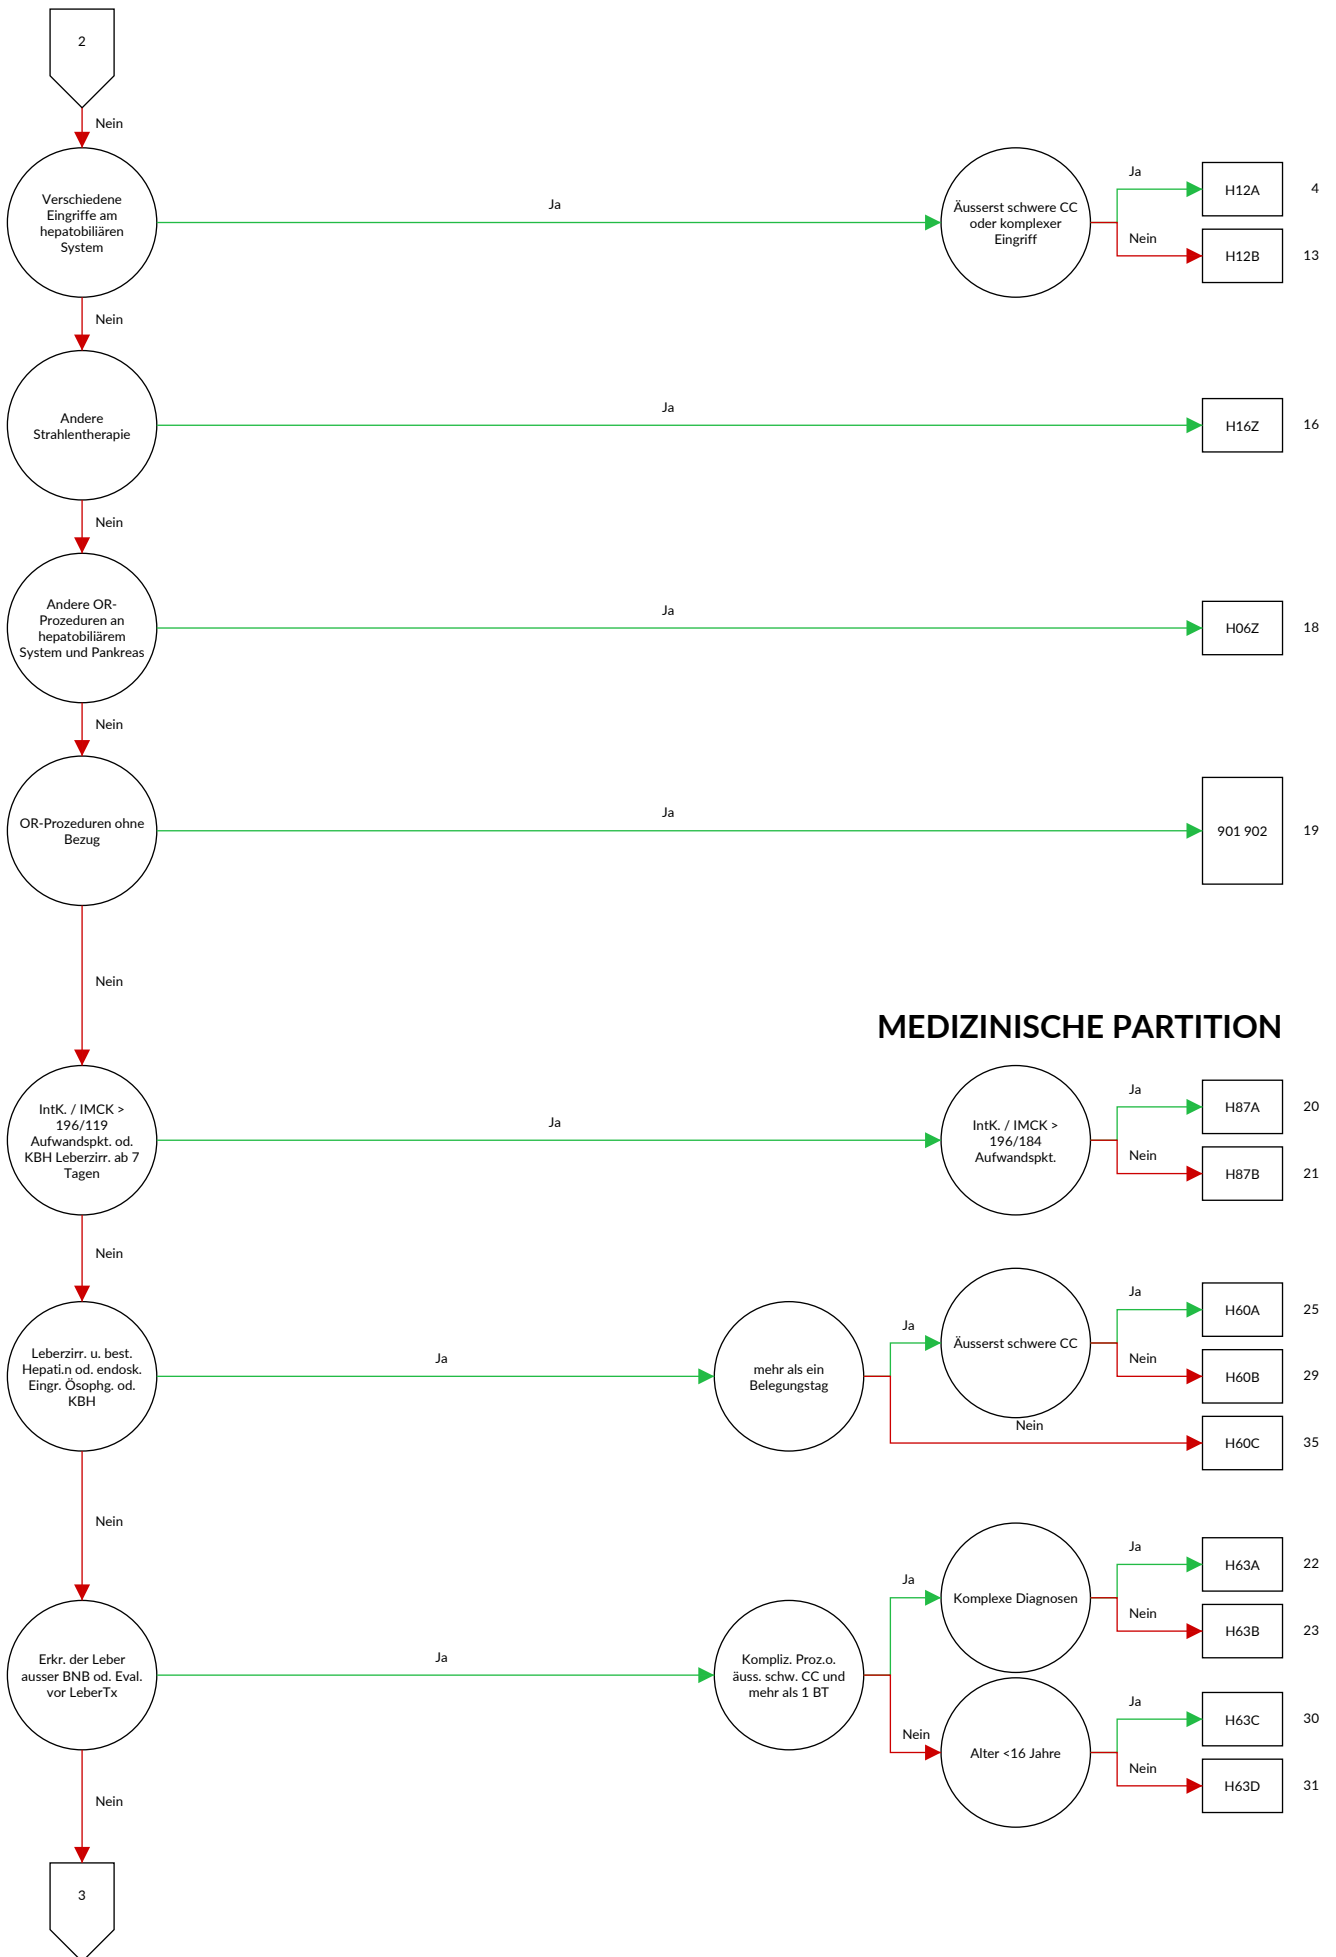 2
Nein
Verschiedene
Eingriffe am
hepatobiliären
System
Ja
Äusserst schwere CC
oder komplexer
Eingriff
Ja
H12A
4
Nein
H12B
13
Nein
Andere
Strahlentherapie
Ja
H16Z
16
Nein
Andere OR-
Prozeduren an
hepatobiliärem
System und Pankreas
Ja
H06Z
18
Nein
OR-Prozeduren ohne
Bezug
Ja
901 902
19
Nein
MEDIZINISCHE PARTITION
IntK. / IMCK >
196/119
Aufwandspkt. od.
KBH Leberzirr. ab 7
Tagen
Ja
IntK. / IMCK >
196/184
Aufwandspkt.
Ja
H87A
20
Nein
H87B
21
Nein
Leberzirr. u. best.
Hepati.n od. endosk.
Eingr. Ösophg. od.
KBH
Ja
mehr als ein
Belegungstag
Ja
Äusserst schwere CC
Ja
H60A
25
Nein
H60B
29
Nein
H60C
35
Nein
Erkr. der Leber
ausser BNB od. Eval.
vor LeberTx
Ja
Kompliz. Proz.o.
äuss. schw. CC und
mehr als 1 BT
Ja
Komplexe Diagnosen
Ja
H63A
22
Nein
H63B
23
Nein
Alter <16 Jahre
Ja
H63C
30
Nein
H63D
31
Nein
3